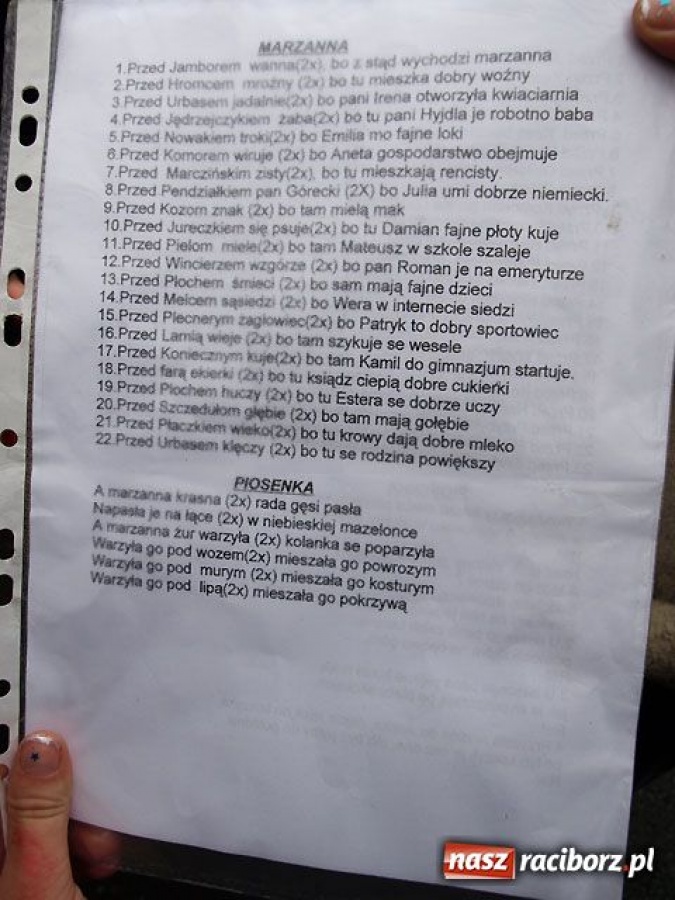 MARZANNA
1.Przed Jamborem wanna(2x), bo z stąd wychodzi marzanna
2.Przed Hromcem mroźny (2x) bo tu mieszka dobry woźny
3.Przed Urbasem jadalnie(2x) bo pani Irena otworzyła kwiaciarnia
4.Przed Jędrzejczykiem żaba(2x) bo tu pani Hyjdla je robotno baba
5.Przed Nowakiem troki(2x) bo Emilia mo fajne loki
6.Przed Komoram wiruje (2x) bo Aneta gospodarstwo obejmuje
7.Przed Marczińskim zisty(2x), bo tu mieszkają rencisty.
8.Przed Pendziałkiem pan Górecki (2X) bo Julia umi dobrze niemiecki.
9.Przed Kozom znak (2x) bo tam mielą mak
10.Przed Jureczkiem się psuje(2x) bo tu Damian fajne płoty kuje
11.Przed Pielom miele(2x) bo tam Mateusz w szkole szaleje
12.Przed Wincierzem wzgórze (2x) bo pan Roman je na emeryturze
13.Przed Płochem śmieci (2x) bo sam mają fajne dzieci
14.Przed Melcem sąsiedzi (2x) bo Wera w internecie siedzi
15.Przed Plecnerym zagłowiec(2x) bo Patryk to dobry sportowiec
16.Przed Lamią wieje (2x) bo tam szykuje se wesele
17.Przed Koniecznym kuje(2x) bo tam Kamil do gimnazjum startuje.
18.Przed farą ekierki (2x) bo tu ksiądz ciepią dobre cukierki
19.Przed Piochem huczy (2x) bo tu Estera se dobrze uczy
20.Przed Szczedułom głębie (2x) bo tam mają gołębie
21.Przed Płaczkiem wieko(2x) bo tu krowy dają dobre mleko
22.Przed Urbasem klęczy (2x) bo tu se rodzina powiększy
PIOSENKA
A marzanna krasna (2x) rada gęsi pasła
Napasła je na łące (2x) w niebieskiej mazelonce
A marzanna żur warzyła (2x) kolanka se poparzyła
Warzyła go pod wozem(2x) mieszała go powrozym
Warzyła go pod murym (2x) mieszała go kosturym
Warzyła go pod lipą(2x) mieszała go pokrzywą
nasz raciborz.pl